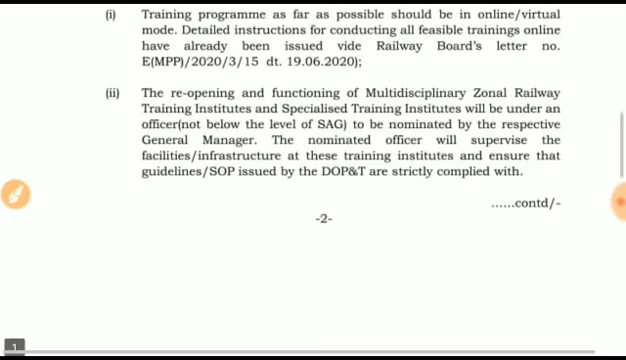 (i) Training programme as far as possible should be in online/virtual
mode. Detailed instructions for conducting all feasible trainings online
have already been issued vide Railway Board's letter no.
E(MPP)/2020/3/15 dt. 19.06.2020);
(ii) The re-opening and functioning of Multidisciplinary Zonal Railway
Training Institutes and Specialised Training Institutes will be under an
officer(not below the level of SAG) to be nominated by the respective
General Manager. The nominated officer will supervise the
facilities/infrastructure at these training institutes and ensure that
guidelines/SOP issued by the DOP&T are strictly complied with.
......contd/-
-2-
1